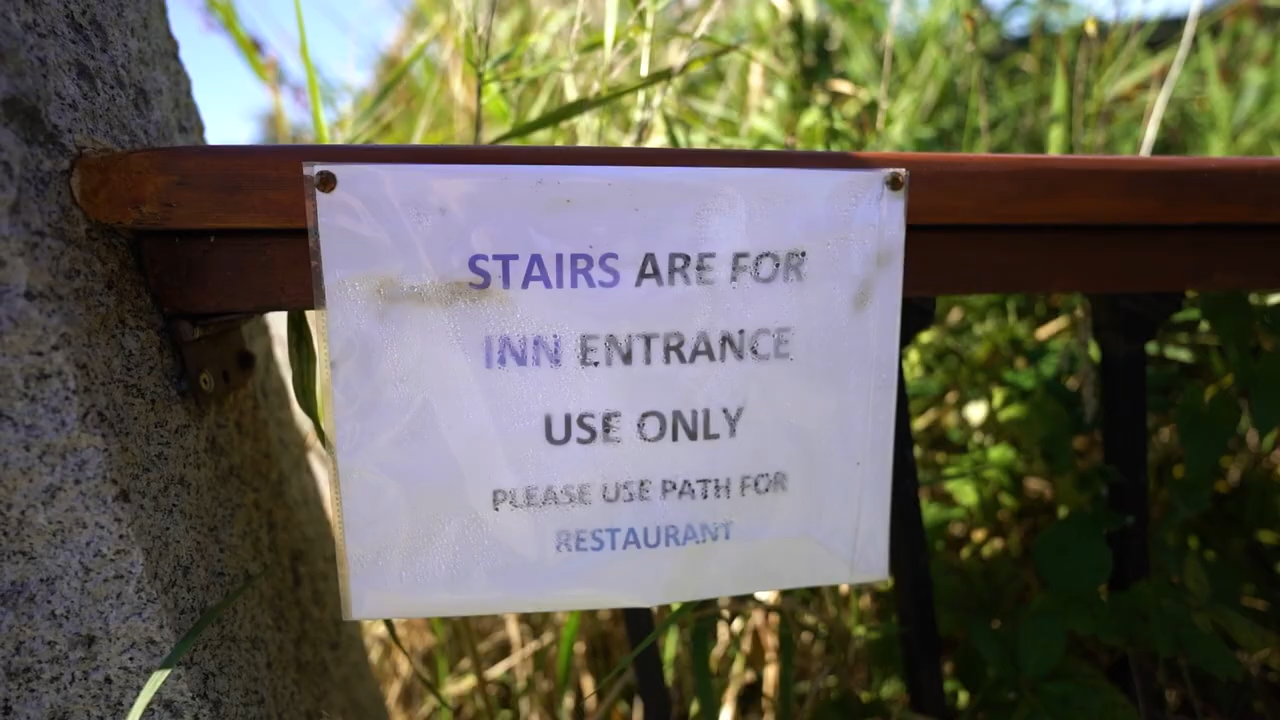 STAIRS ARE FOR
INN ENTRANCE
USE ONLY
PLEASE USE PATH FOR
RESTAURANT